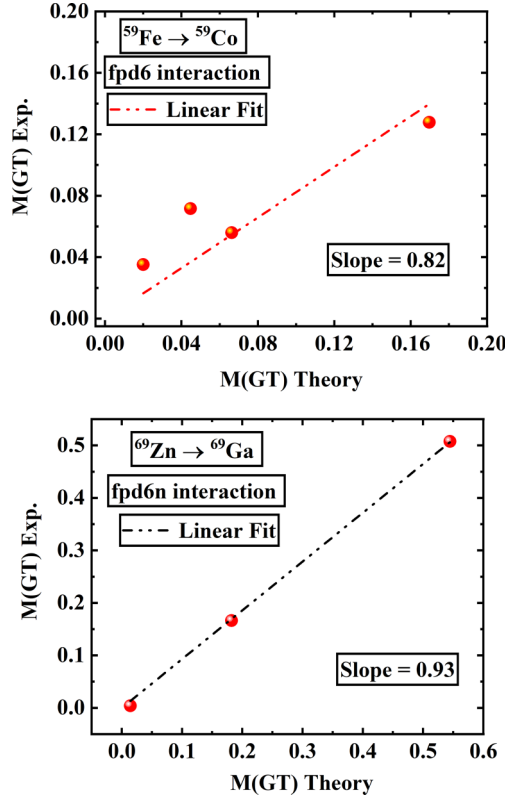 ⁵⁹Fe → ⁵⁹Co
fpd6 interaction
Linear Fit
Slope = 0.82
M(GT) Exp.
0.20
0.16
0.12
0.08
0.04
0.00
0.00 0.04 0.08 0.12 0.16 0.20
M(GT) Theory
⁶⁹Zn → ⁶⁹Ga
fpd6n interaction
Linear Fit
Slope = 0.93
M(GT) Exp.
0.5
0.4
0.3
0.2
0.1
0.0
0.0 0.1 0.2 0.3 0.4 0.5 0.6
M(GT) Theory